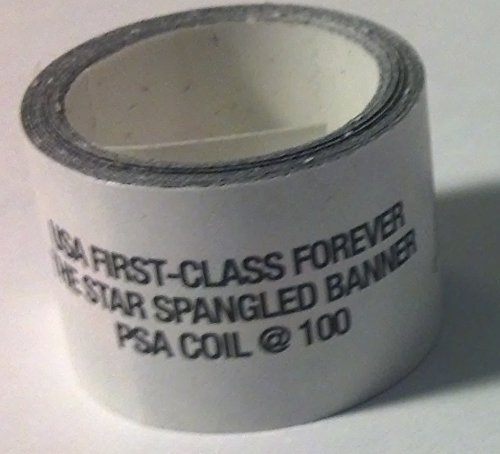 USA FIRST-CLASS FOREVER
THE STAR SPANGLED BANNER
PSA COIL @ 100